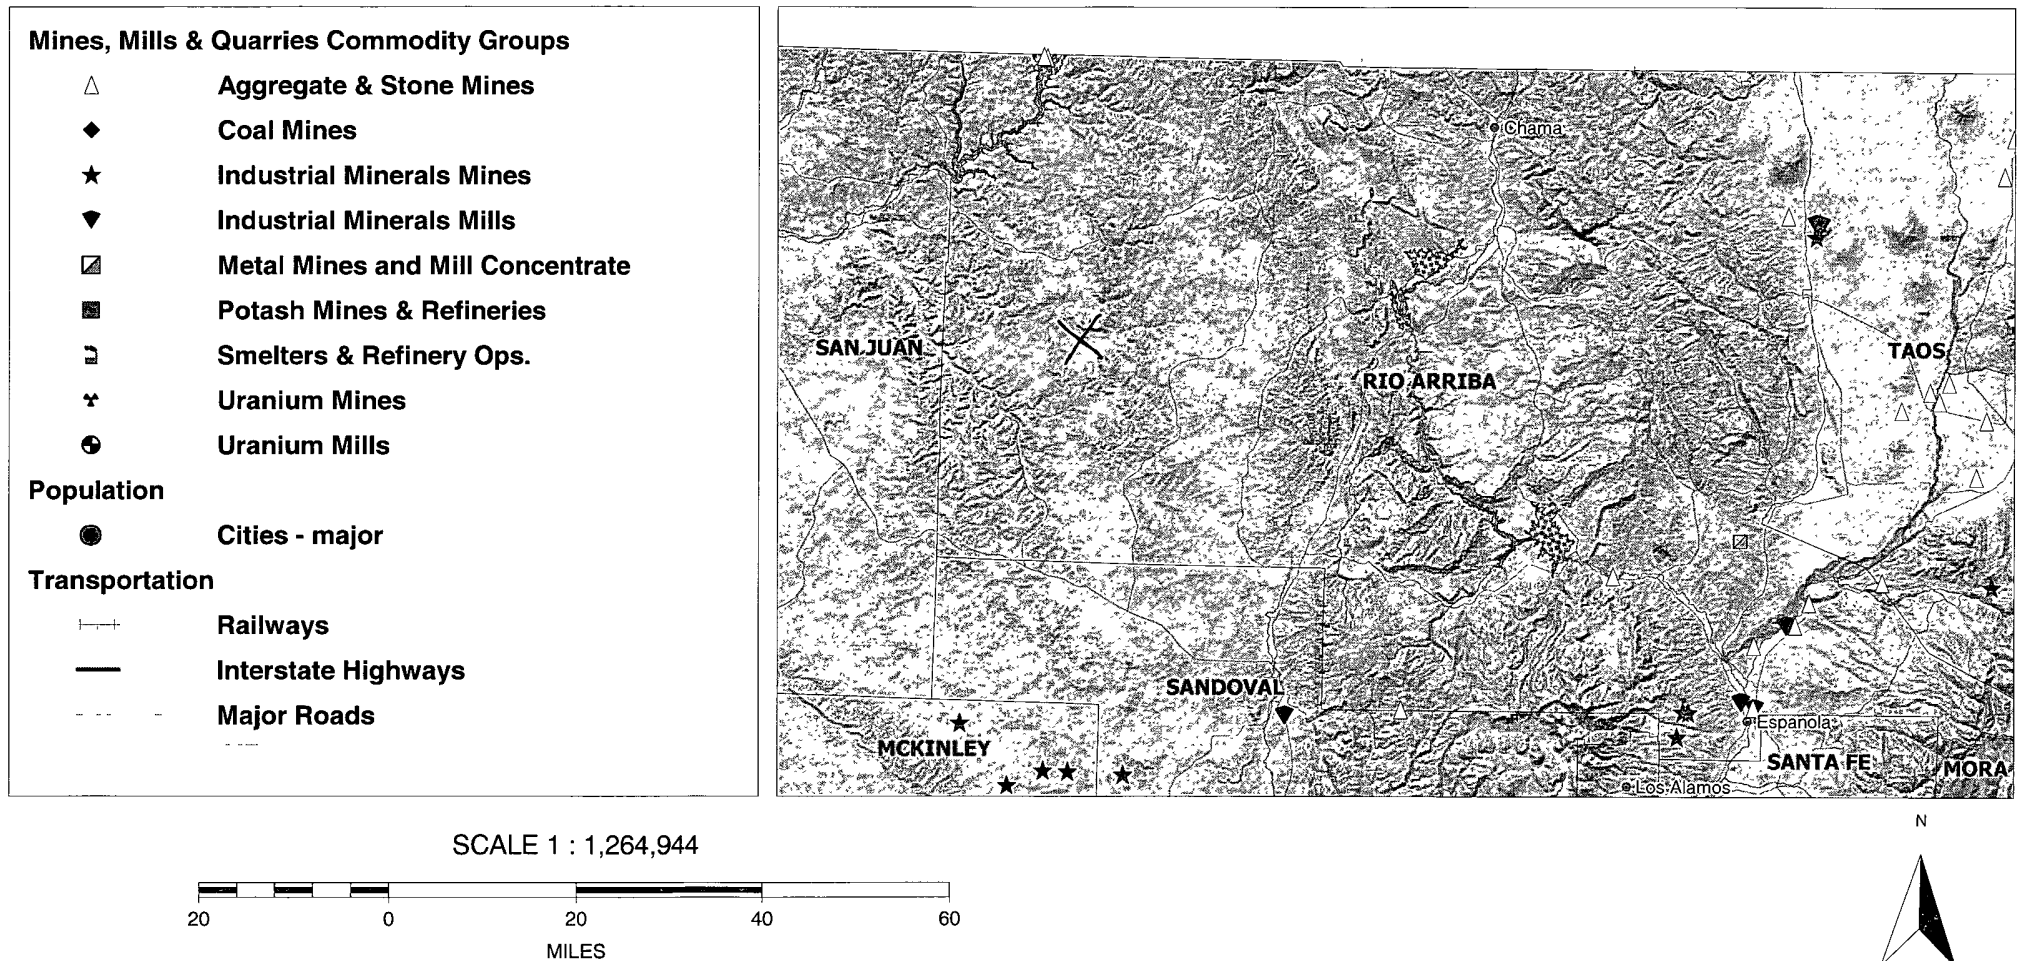 Mines, Mills & Quarries Commodity Groups
Aggregate & Stone Mines
Coal Mines
Industrial Minerals Mines
Industrial Minerals Mills
Metal Mines and Mill Concentrate
Potash Mines & Refineries
Smelters & Refinery Ops.
Uranium Mines
Uranium Mills
Population
Cities - major
Transportation
Railways
Interstate Highways
Major Roads
Chama
SAN JUAN
TAOS
RIO ARRIBA
SANDOVAL
Espanola
MCKINLEY
SANTA FE
MORA
Los Alamos
SCALE 1 : 1,264,944
20 0 20 40 60
MILES
N